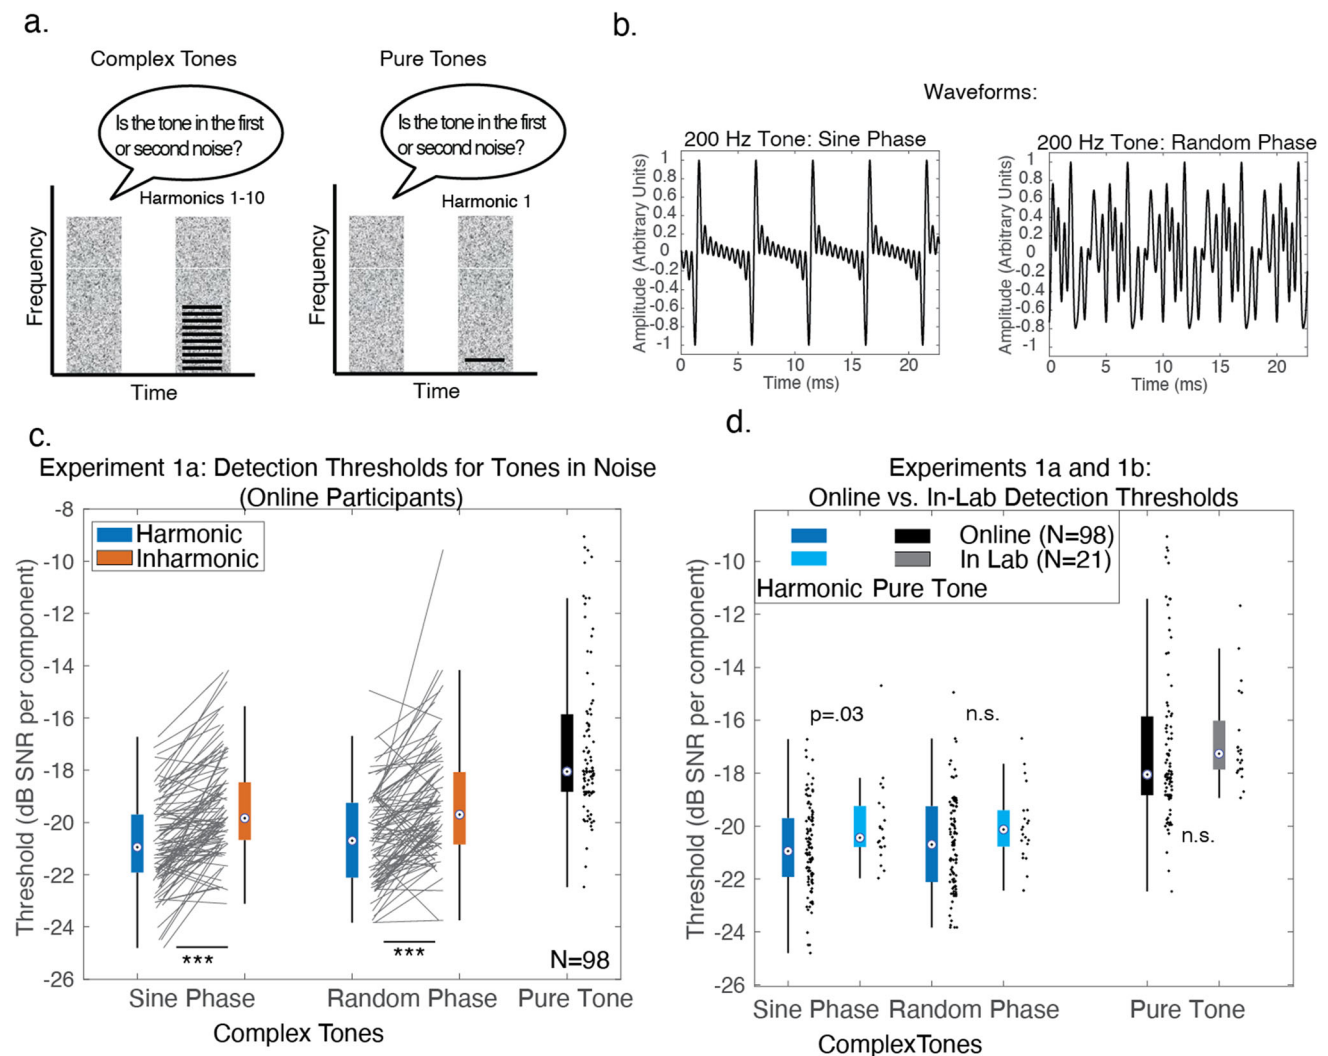 a.
Complex Tones
Is the tone in the first
or second noise?
Harmonics 1-10
Frequency
Time
Pure Tones
Is the tone in the first
or second noise?
Harmonic 1
Frequency
Time
b.
Waveforms:
200 Hz Tone: Sine Phase
Amplitude (Arbitrary Units)
1
0.8
0.6
0.4
0.2
0
-0.2
-0.4
-0.6
-0.8
-1
0 5 10 15 20
Time (ms)
200 Hz Tone: Random Phase
Amplitude (Arbitrary Units)
1
0.8
0.6
0.4
0.2
0
-0.2
-0.4
-0.6
-0.8
-1
0 5 10 15 20
Time (ms)
c.
Experiment 1a: Detection Thresholds for Tones in Noise
(Online Participants)
Harmonic
Inharmonic
Threshold (dB SNR per component)
-8
-10
-12
-14
-16
-18
-20
-22
-24
-26
*** ***
N=98
Sine Phase Random Phase Pure Tone
Complex Tones
d.
Experiments 1a and 1b:
Online vs. In-Lab Detection Thresholds
Online (N=98)
In Lab (N=21)
Harmonic Pure Tone
Threshold (dB SNR per component)
-10
-12
-14
-16
-18
-20
-22
-24
-26
p=.03
n.s.
n.s.
Sine Phase Random Phase Pure Tone
ComplexTones